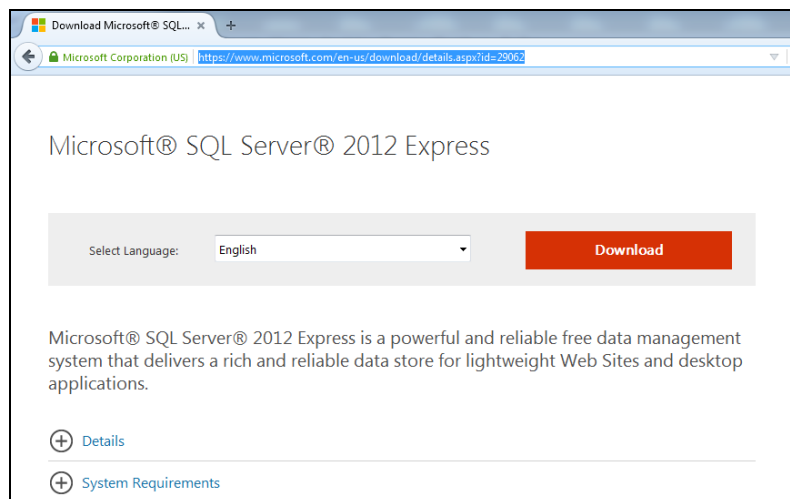 Download Microsoft® SQL...
Microsoft Corporation (US) https://www.microsoft.com/en-us/download/details.aspx?id=29062
Microsoft® SQL Server® 2012 Express
Select Language: English Download
Microsoft® SQL Server® 2012 Express is a powerful and reliable free data management
system that delivers a rich and reliable data store for lightweight Web Sites and desktop
applications.
Details
System Requirements